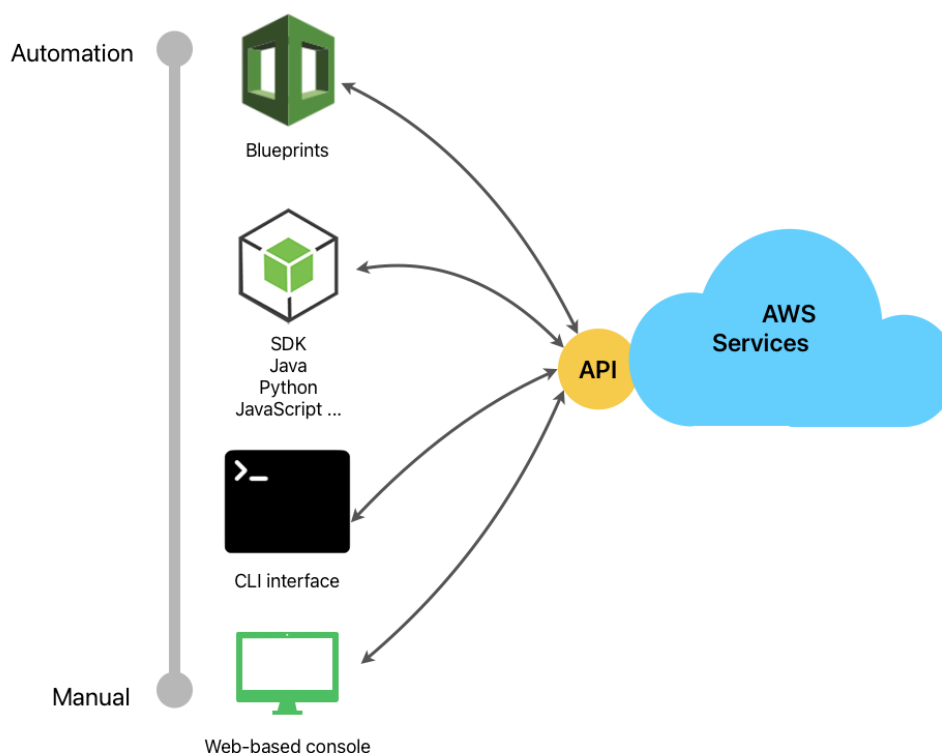 Automation
Blueprints
SDK
Java
Python
JavaScript ...
CLI interface
Manual
Web-based console
API
AWS
Services